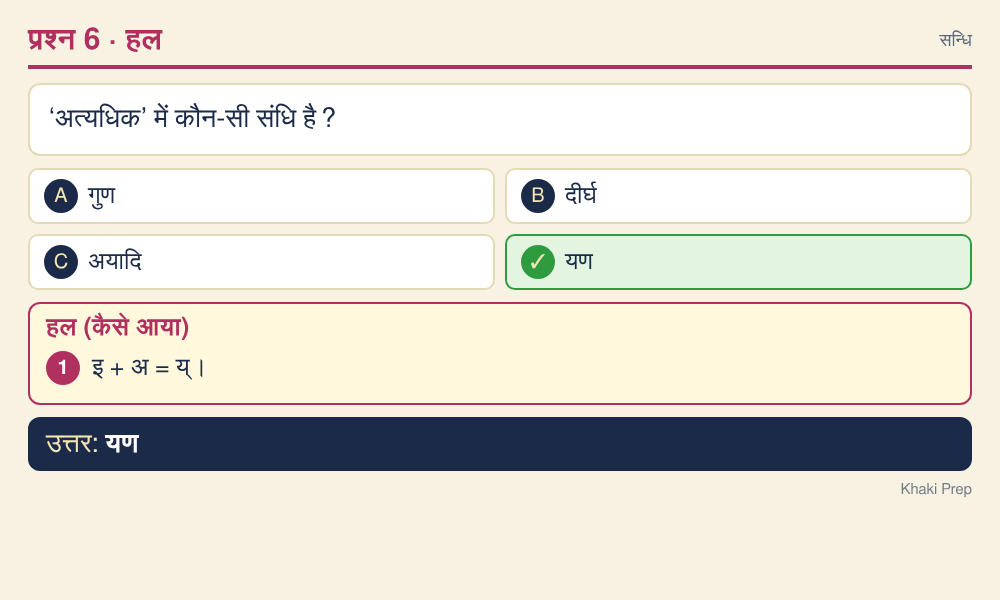 प्रश्न 6 · हल
सन्धि
‘अत्यधिक’ में कौन-सी संधि है ?
A गुण
B दीर्घ
C अयादि
✓ यण
हल (कैसे आया)
1 इ + अ = य्।
उत्तर: यण
Khaki Prep